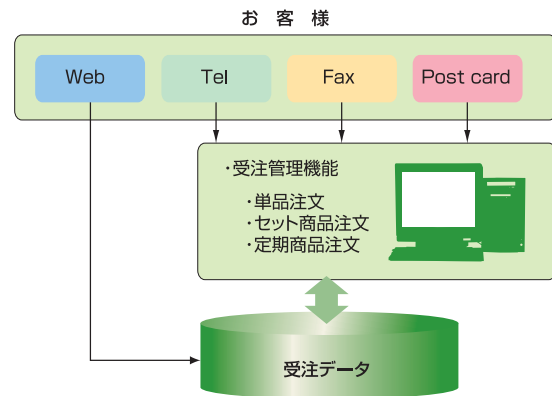 お 客 様
Web
Tel
Fax
Post card
・受注管理機能
・単品注文
・セット商品注文
・定期商品注文
受注データ